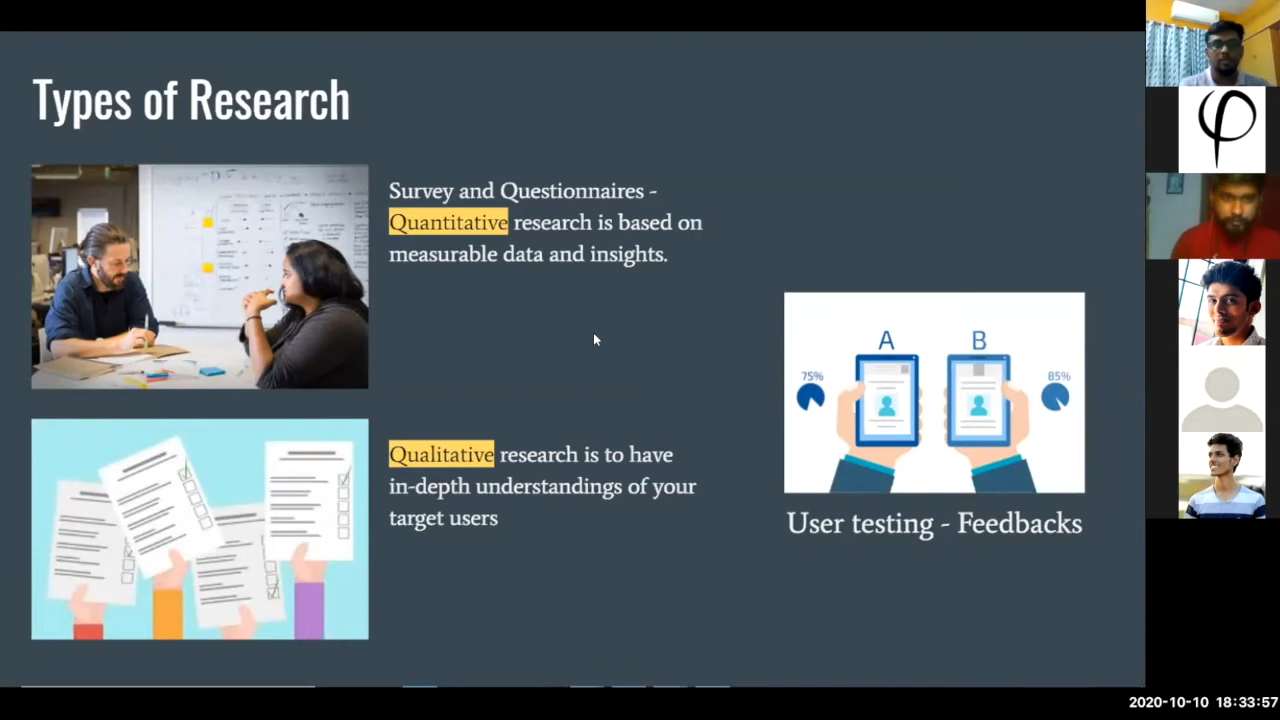 Types of Research
Survey and Questionnaires -
Quantitative research is based on
measurable data and insights.
Qualitative research is to have
in-depth understandings of your
target users
A B
75% 85%
User testing - Feedbacks
2020-10-10 18:33:57